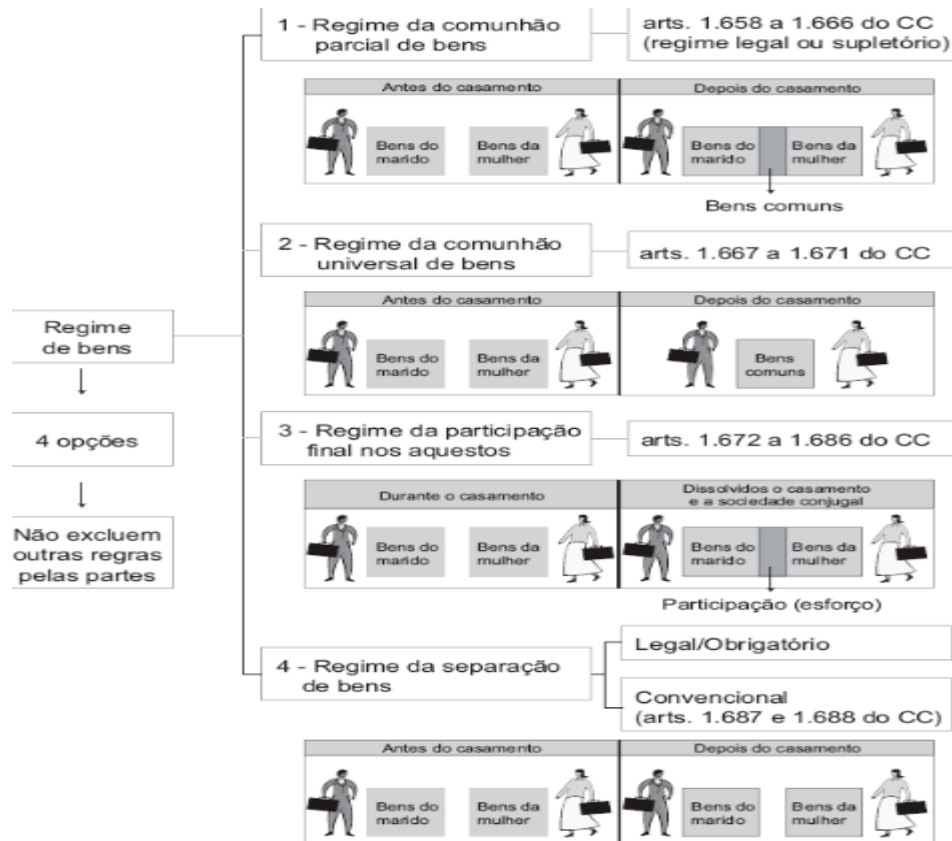 1 - Regime da comunhão
parcial de bens
arts. 1.658 a 1.666 do CC
(regime legal ou supletório)
Antes do casamento
Depois do casamento
Bens do
marido
Bens da
mulher
Bens do
marido
Bens da
mulher
Bens comuns
2 - Regime da comunhão
universal de bens
arts. 1.667 a 1.671 do CC
Antes do casamento
Depois do casamento
Bens do
marido
Bens da
mulher
Bens
comuns
Regime
de bens
4 opções
Não excluem
outras regras
pelas partes
3 - Regime da participação
final nos aquestos
arts. 1.672 a 1.686 do CC
Durante o casamento
Dissolvidos o casamento
e a sociedade conjugal
Bens do
marido
Bens da
mulher
Bens do
marido
Bens da
mulher
Participação (esforço)
4 - Regime da separação
de bens
Legal/Obrigatório
Convencional
(arts. 1.687 e 1.688 do CC)
Antes do casamento
Depois do casamento
Bens do
marido
Bens da
mulher
Bens do
marido
Bens da
mulher